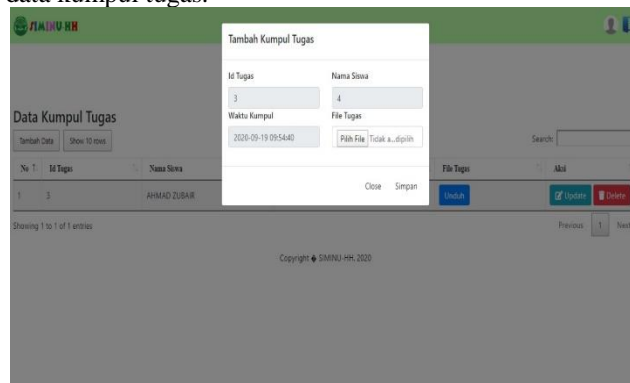 data kumpul tugas.
SIMINU-HH
Tambah Kumpul Tugas
Id Tugas
Nama Siswa
3
4
Waktu Kumpul
File Tugas
2020-09-19 09:54:40
Pilih File Tidak a...dipilih
Close Simpan
Data Kumpul Tugas
Tambah Data Show 10 rows
Search:
No Id Tugas Nama Siswa File Tugas Aksi
1 3 AHMAD ZUBAIR Unduh Update Delete
Showing 1 to 1 of 1 entries
Previous 1 Next
Copyright � SIMINU-HH, 2020